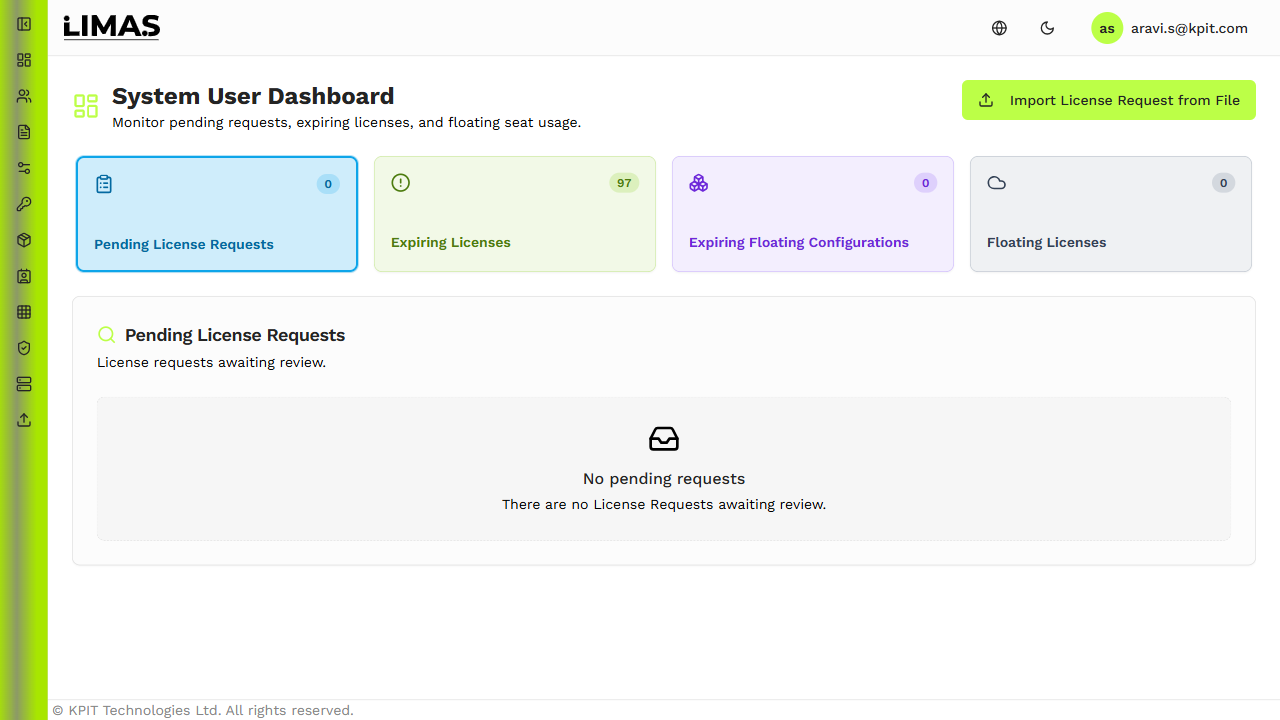 LIMAS
as
aravi.s@kpit.com
System User Dashboard
Monitor pending requests, expiring licenses, and floating seat usage.
Import License Request from File
0
Pending License Requests
97
Expiring Licenses
0
Expiring Floating Configurations
0
Floating Licenses
Pending License Requests
License requests awaiting review.
No pending requests
There are no License Requests awaiting review.
© KPIT Technologies Ltd. All rights reserved.